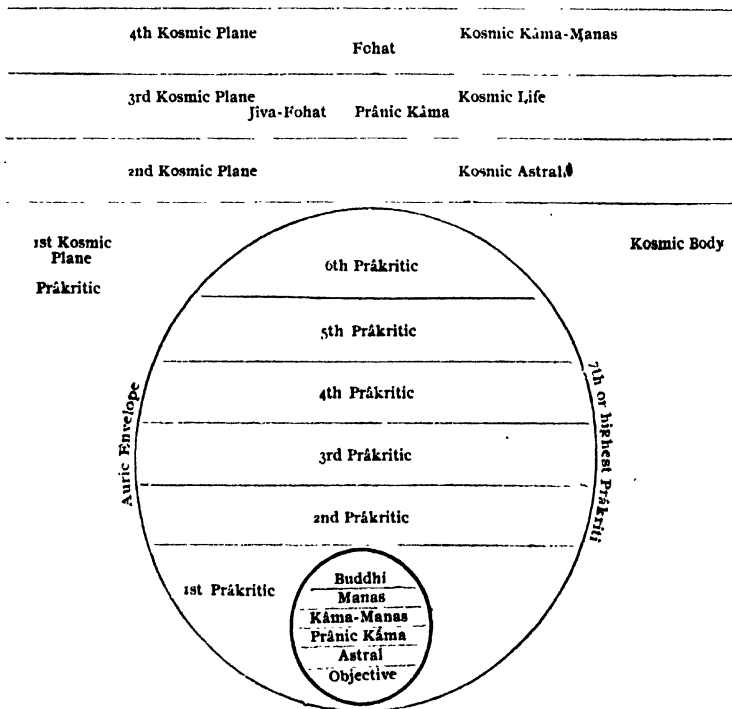 4th Kosmic Plane
Fohat
Kosmic Kâma-Manas
3rd Kosmic Plane
Jîva-Fohat
Prânic Kâma
Kosmic Life
2nd Kosmic Plane
Kosmic Astral
1st Kosmic
Plane
Prâkritic
Kosmic Body
6th Prâkritic
5th Prâkritic
4th Prâkritic
3rd Prâkritic
2nd Prâkritic
1st Prâkritic
Auric Envelope
7th or highest Prâkriti
Buddhi
Manas
Kâma-Manas
Prânic Kâma
Astral
Objective